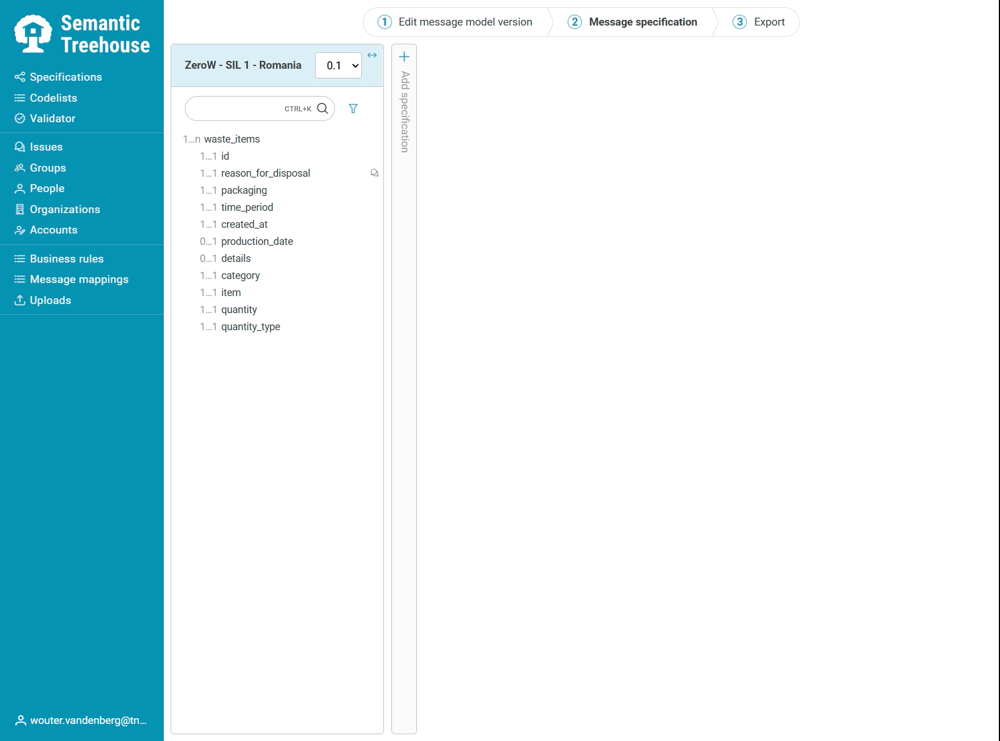 Semantic
Treehouse
Specifications
Codelists
Validator
Issues
Groups
People
Organizations
Accounts
Business rules
Message mappings
Uploads
wouter.vandenberg@tn...
1 Edit message model version
2 Message specification
3 Export
ZeroW - SIL 1 - Romania 0.1
CTRL+K
1...n waste_items
1...1 id
1...1 reason_for_disposal
1...1 packaging
1...1 time_period
1...1 created_at
0...1 production_date
0...1 details
1...1 category
1...1 item
1...1 quantity
1...1 quantity_type
Add specification